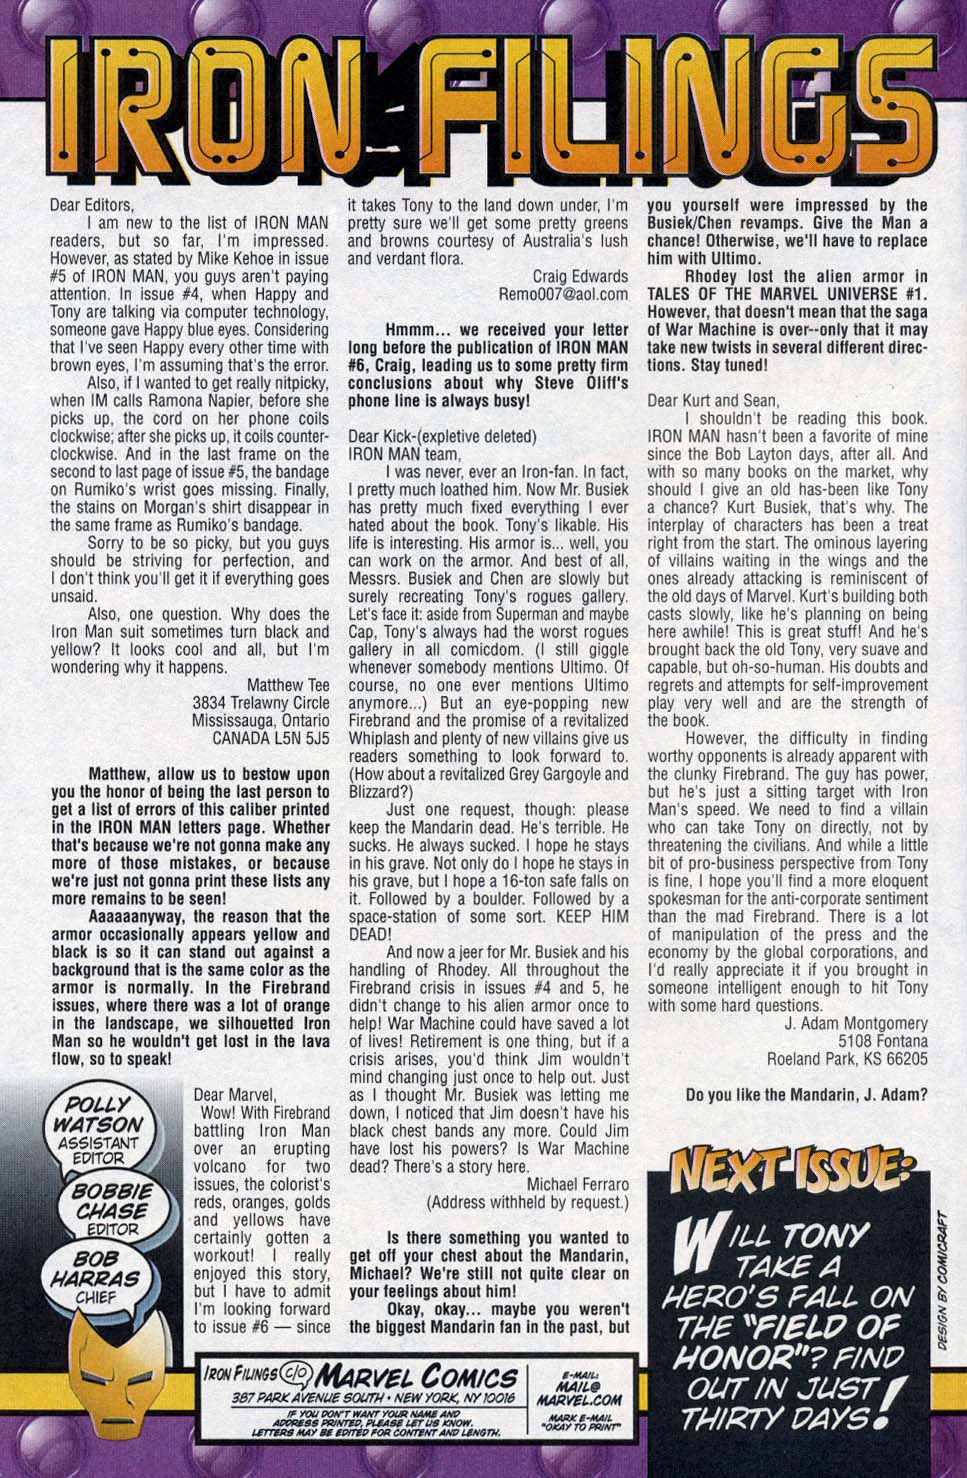 IRON FILINGS
Dear Editors,
I am new to the list of IRON MAN
readers, but so far, I'm impressed.
However, as stated by Mike Kehoe in issue
#5 of IRON MAN, you guys aren't paying
attention. In issue #4, when Happy and
Tony are talking via computer technology,
someone gave Happy blue eyes. Considering
that I've seen Happy every other time with
brown eyes, I'm assuming that's the error.
Also, if I wanted to get really nitpicky,
when IM calls Ramona Napier, before she
picks up, the cord on her phone coils
clockwise; after she picks up, it coils counter-
clockwise. And in the last frame on the
second to last page of issue #5, the bandage
on Rumiko's wrist goes missing. Finally,
the stains on Morgan's shirt disappear in
the same frame as Rumiko's bandage.
Sorry to be so picky, but you guys
should be striving for perfection, and
I don't think you'll get it if everything goes
unsaid.
Also, one question. Why does the
Iron Man suit sometimes turn black and
yellow? It looks cool and all, but I'm
wondering why it happens.
Matthew Tee
3834 Trelawny Circle
Mississauga, Ontario
CANADA L5N 5J5
Matthew, allow us to bestow upon
you the honor of being the last person to
get a list of errors of this caliber printed
in the IRON MAN letters page. Whether
that's because we're not gonna make any
more of those mistakes, or because
we're just not gonna print these lists any
more remains to be seen!
Aaaaaanyway, the reason that the
armor occasionally appears yellow and
black is so it can stand out against a
background that is the same color as the
armor is normally. In the Firebrand
issues, where there was a lot of orange
in the landscape, we silhouetted Iron
Man so he wouldn't get lost in the lava
flow, so to speak!
POLLY
WATSON
ASSISTANT
EDITOR
BOBBIE
CHASE
EDITOR
BOB
HARRAS
CHIEF
Dear Marvel,
Wow! With Firebrand
battling Iron Man
over an erupting
volcano for two
issues, the colorist's
reds, oranges, golds
and yellows have
certainly gotten a
workout! I really
enjoyed this story,
but I have to admit
I'm looking forward
to issue #6 — since
it takes Tony to the land down under, I'm
pretty sure we'll get some pretty greens
and browns courtesy of Australia's lush
and verdant flora.
Craig Edwards
Remo007@aol.com
Hmmm... we received your letter
long before the publication of IRON MAN
#6, Craig, leading us to some pretty firm
conclusions about why Steve Oliff's
phone line is always busy!
Dear Kick-(expletive deleted)
IRON MAN team,
I was never, ever an Iron-fan. In fact,
I pretty much loathed him. Now Mr. Busiek
has pretty much fixed everything I ever
hated about the book. Tony's likable. His
life is interesting. His armor is... well, you
can work on the armor. And best of all,
Messrs. Busiek and Chen are slowly but
surely recreating Tony's rogues gallery.
Let's face it: aside from Superman and maybe
Cap, Tony's always had the worst rogues
gallery in all comicdom. (I still giggle
whenever somebody mentions Ultimo. Of
course, no one ever mentions Ultimo
anymore...) But an eye-popping new
Firebrand and the promise of a revitalized
Whiplash and plenty of new villains give us
readers something to look forward to.
(How about a revitalized Grey Gargoyle and
Blizzard?)
Just one request, though: please
keep the Mandarin dead. He's terrible. He
sucks. He always sucked. I hope he stays
in his grave. Not only do I hope he stays in
his grave, but I hope a 16-ton safe falls on
it. Followed by a boulder. Followed by a
space-station of some sort. KEEP HIM
DEAD!
And now a jeer for Mr. Busiek and his
handling of Rhodey. All throughout the
Firebrand crisis in issues #4 and 5, he
didn't change to his alien armor once to
help! War Machine could have saved a lot
of lives! Retirement is one thing, but if a
crisis arises, you'd think Jim wouldn't
mind changing just once to help out. Just
as I thought Mr. Busiek was letting me
down, I noticed that Jim doesn't have his
black chest bands any more. Could Jim
have lost his powers? Is War Machine
dead? There's a story here.
Michael Ferraro
(Address withheld by request.)
Is there something you wanted to
get off your chest about the Mandarin,
Michael? We're still not quite clear on
your feelings about him!
Okay, okay... maybe you weren't
the biggest Mandarin fan in the past, but
you yourself were impressed by the
Busiek/Chen revamps. Give the Man a
chance! Otherwise, we'll have to replace
him with Ultimo.
Rhodey lost the alien armor in
TALES OF THE MARVEL UNIVERSE #1.
However, that doesn't mean that the saga
of War Machine is over--only that it may
take new twists in several different direc-
tions. Stay tuned!
Dear Kurt and Sean,
I shouldn't be reading this book.
IRON MAN hasn't been a favorite of mine
since the Bob Layton days, after all. And
with so many books on the market, why
should I give an old has-been like Tony
a chance? Kurt Busiek, that's why. The
interplay of characters has been a treat
right from the start. The ominous layering
of villains waiting in the wings and the
ones already attacking is reminiscent of
the old days of Marvel. Kurt's building both
casts slowly, like he's planning on being
here awhile! This is great stuff! And he's
brought back the old Tony, very suave and
capable, but oh-so-human. His doubts and
regrets and attempts for self-improvement
play very well and are the strength of
the book.
However, the difficulty in finding
worthy opponents is already apparent with
the clunky Firebrand. The guy has power,
but he's just a sitting target with Iron
Man's speed. We need to find a villain
who can take Tony on directly, not by
threatening the civilians. And while a little
bit of pro-business perspective from Tony
is fine, I hope you'll find a more eloquent
spokesman for the anti-corporate sentiment
than the mad Firebrand. There is a lot
of manipulation of the press and the
economy by the global corporations, and
I'd really appreciate it if you brought in
someone intelligent enough to hit Tony
with some hard questions.
J. Adam Montgomery
5108 Fontana
Roeland Park, KS 66205
Do you like the Mandarin, J. Adam?
NEXT ISSUE:
WILL TONY
TAKE A
HERO'S FALL ON
THE "FIELD OF
HONOR"? FIND
OUT IN JUST
THIRTY DAYS!
DESIGN BY COMICRAFT
IRON FILINGS C/O MARVEL COMICS
387 PARK AVENUE SOUTH • NEW YORK, NY 10016
IF YOU DON'T WANT YOUR NAME AND
ADDRESS PRINTED, PLEASE LET US KNOW.
LETTERS MAY BE EDITED FOR CONTENT AND LENGTH.
E-MAIL:
MAIL@
MARVEL.COM
MARK E-MAIL
"OKAY TO PRINT"